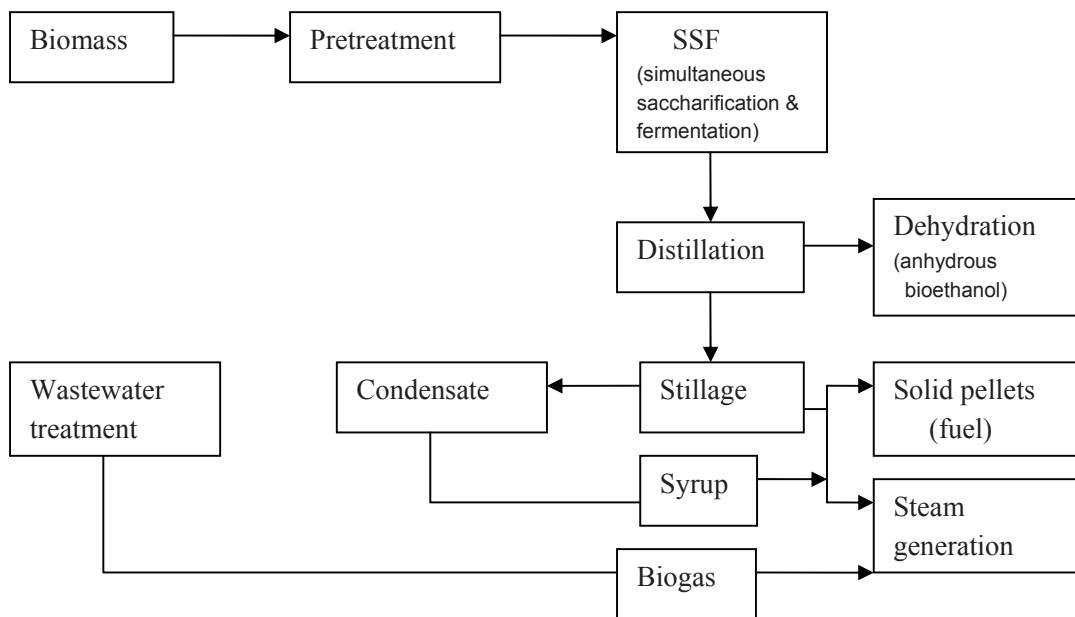 Biomass
Pretreatment
SSF
(simultaneous
saccharification &
fermentation)
Distillation
Dehydration
(anhydrous
bioethanol)
Wastewater
treatment
Condensate
Stillage
Solid pellets
(fuel)
Syrup
Steam
generation
Biogas